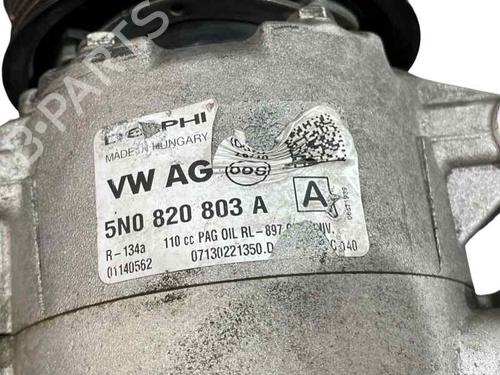 DELPHI
MADE IN HUNGARY
VW AG
A
5N0 820 803 A
R-134a 110 cc PAG OIL RL-897
01140562 07130221350.D
B-PARTS